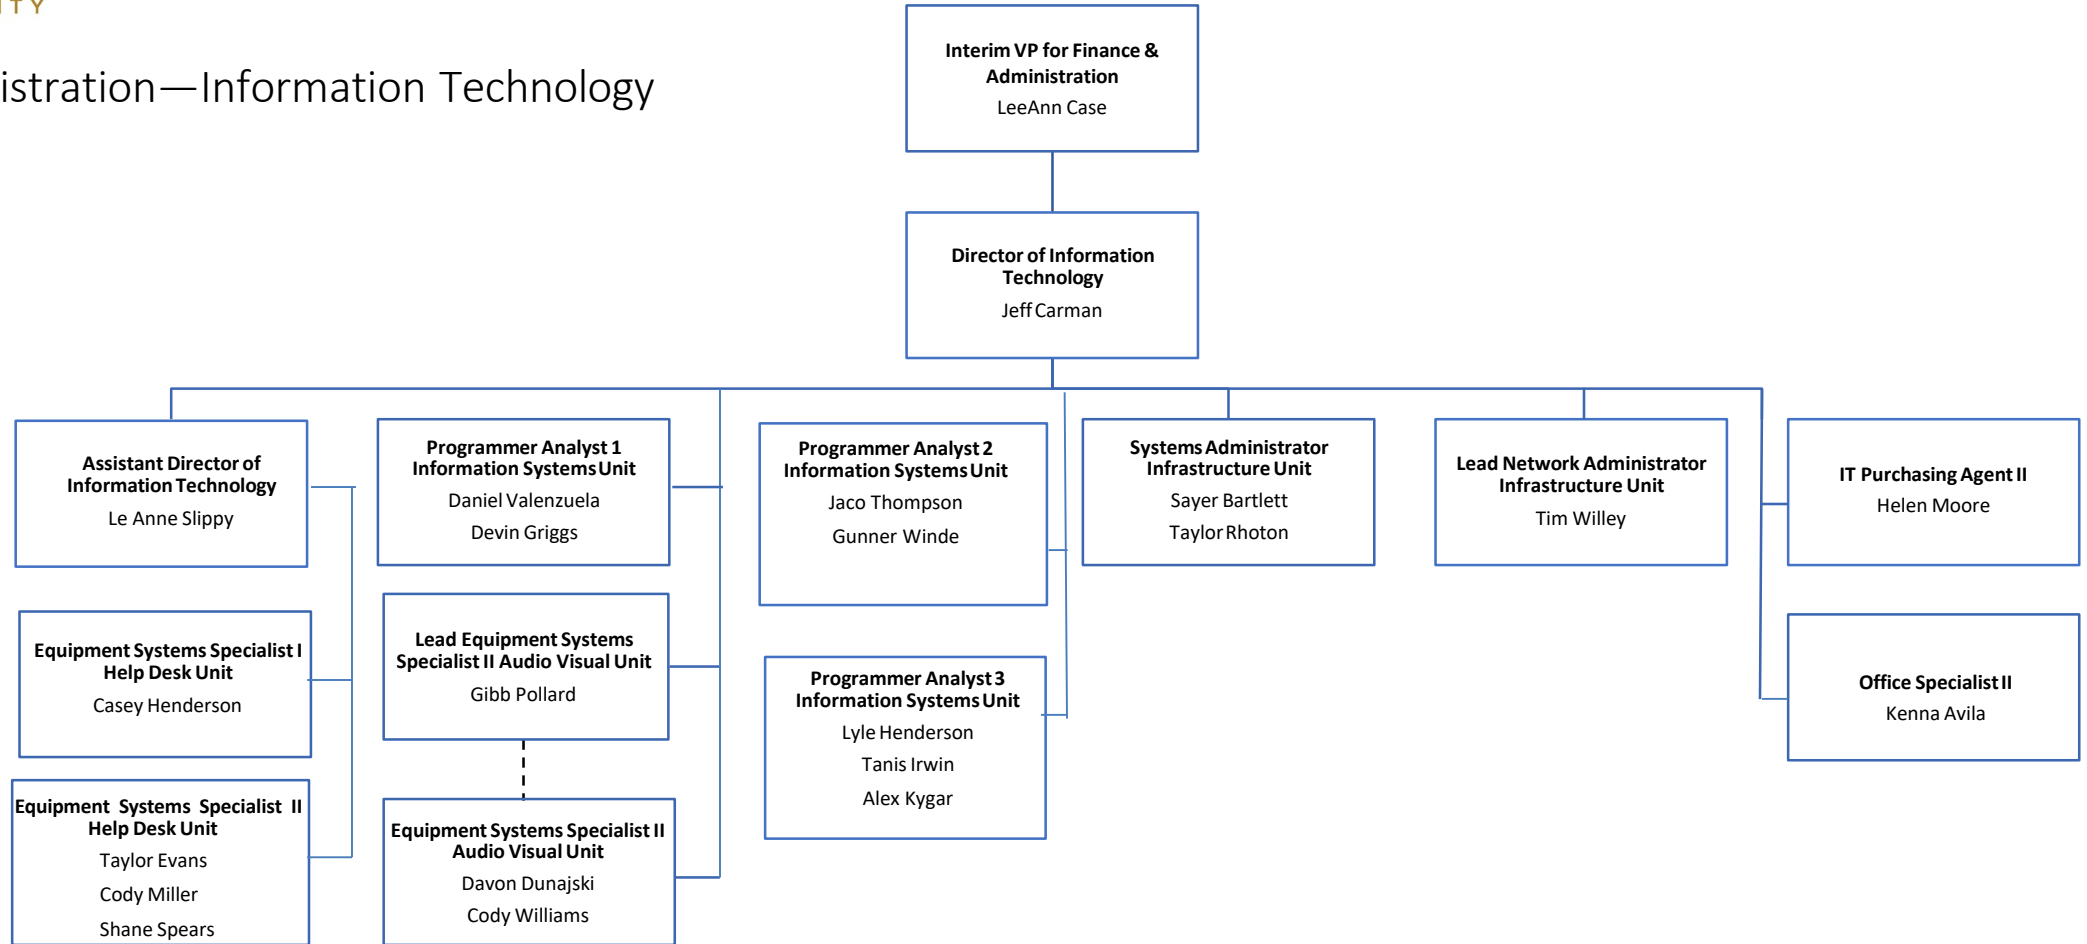 ITY
istration—Information Technology
Interim VP for Finance &
Administration
LeeAnn Case
Director of Information
Technology
Jeff Carman
Assistant Director of
Information Technology
Le Anne Slippy
Programmer Analyst 1
Information Systems Unit
Daniel Valenzuela
Devin Griggs
Programmer Analyst 2
Information Systems Unit
Jaco Thompson
Gunner Winde
Systems Administrator
Infrastructure Unit
Sayer Bartlett
Taylor Rhoton
Lead Network Administrator
Infrastructure Unit
Tim Willey
IT Purchasing Agent II
Helen Moore
Equipment Systems Specialist I
Help Desk Unit
Casey Henderson
Lead Equipment Systems
Specialist II Audio Visual Unit
Gibb Pollard
Programmer Analyst 3
Information Systems Unit
Lyle Henderson
Tanis Irwin
Alex Kygar
Office Specialist II
Kenna Avila
Equipment Systems Specialist II
Help Desk Unit
Taylor Evans
Cody Miller
Shane Spears
Equipment Systems Specialist II
Audio Visual Unit
Davon Dunajski
Cody Williams